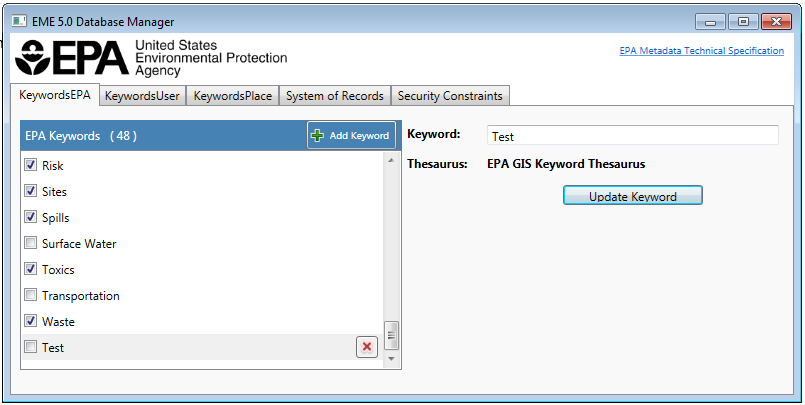 EME 5.0 Database Manager
EPA
United States
Environmental Protection
Agency
EPA Metadata Technical Specification
KeywordsEPA KeywordsUser KeywordsPlace System of Records Security Constraints
EPA Keywords ( 48 ) Add Keyword
Keyword: Test
Thesaurus: EPA GIS Keyword Thesaurus
Update Keyword
Risk
Sites
Spills
Surface Water
Toxics
Transportation
Waste
Test